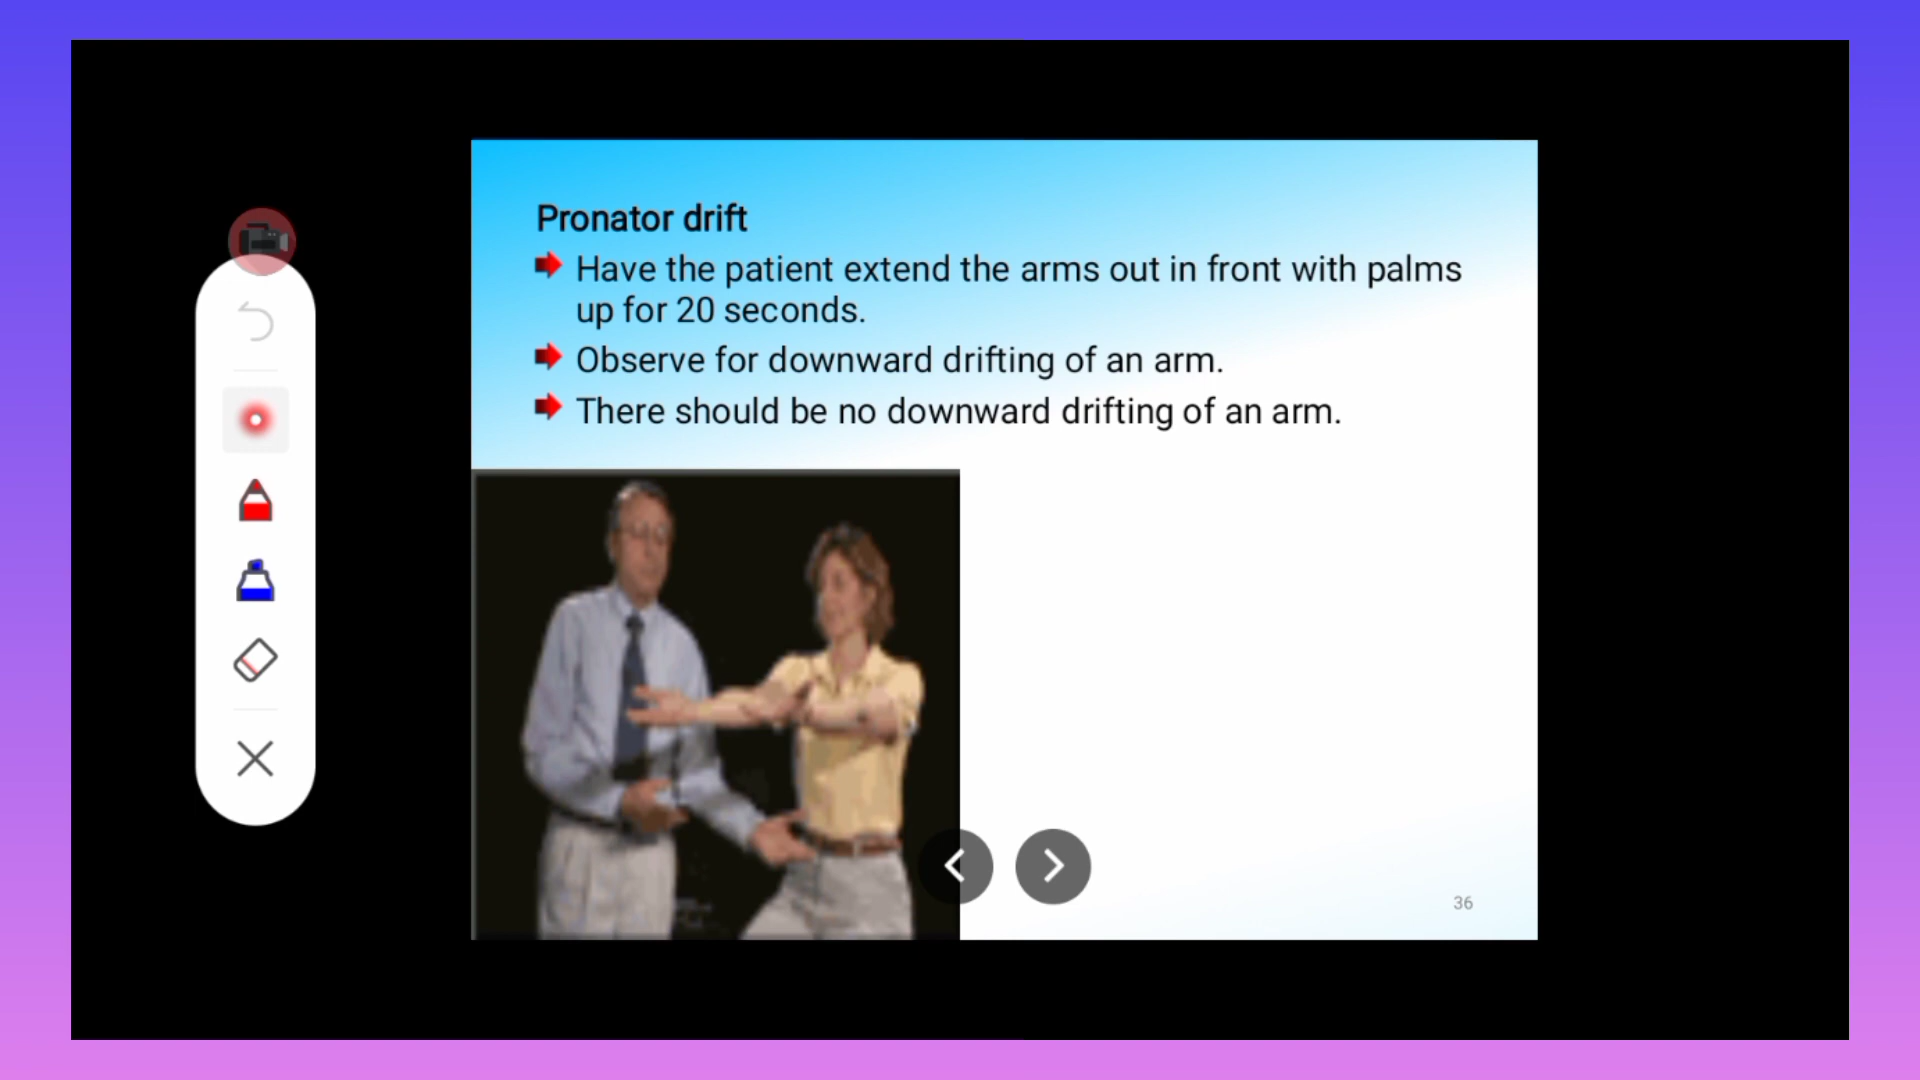 Pronator drift
Have the patient extend the arms out in front with palms
up for 20 seconds.
Observe for downward drifting of an arm.
There should be no downward drifting of an arm.
36